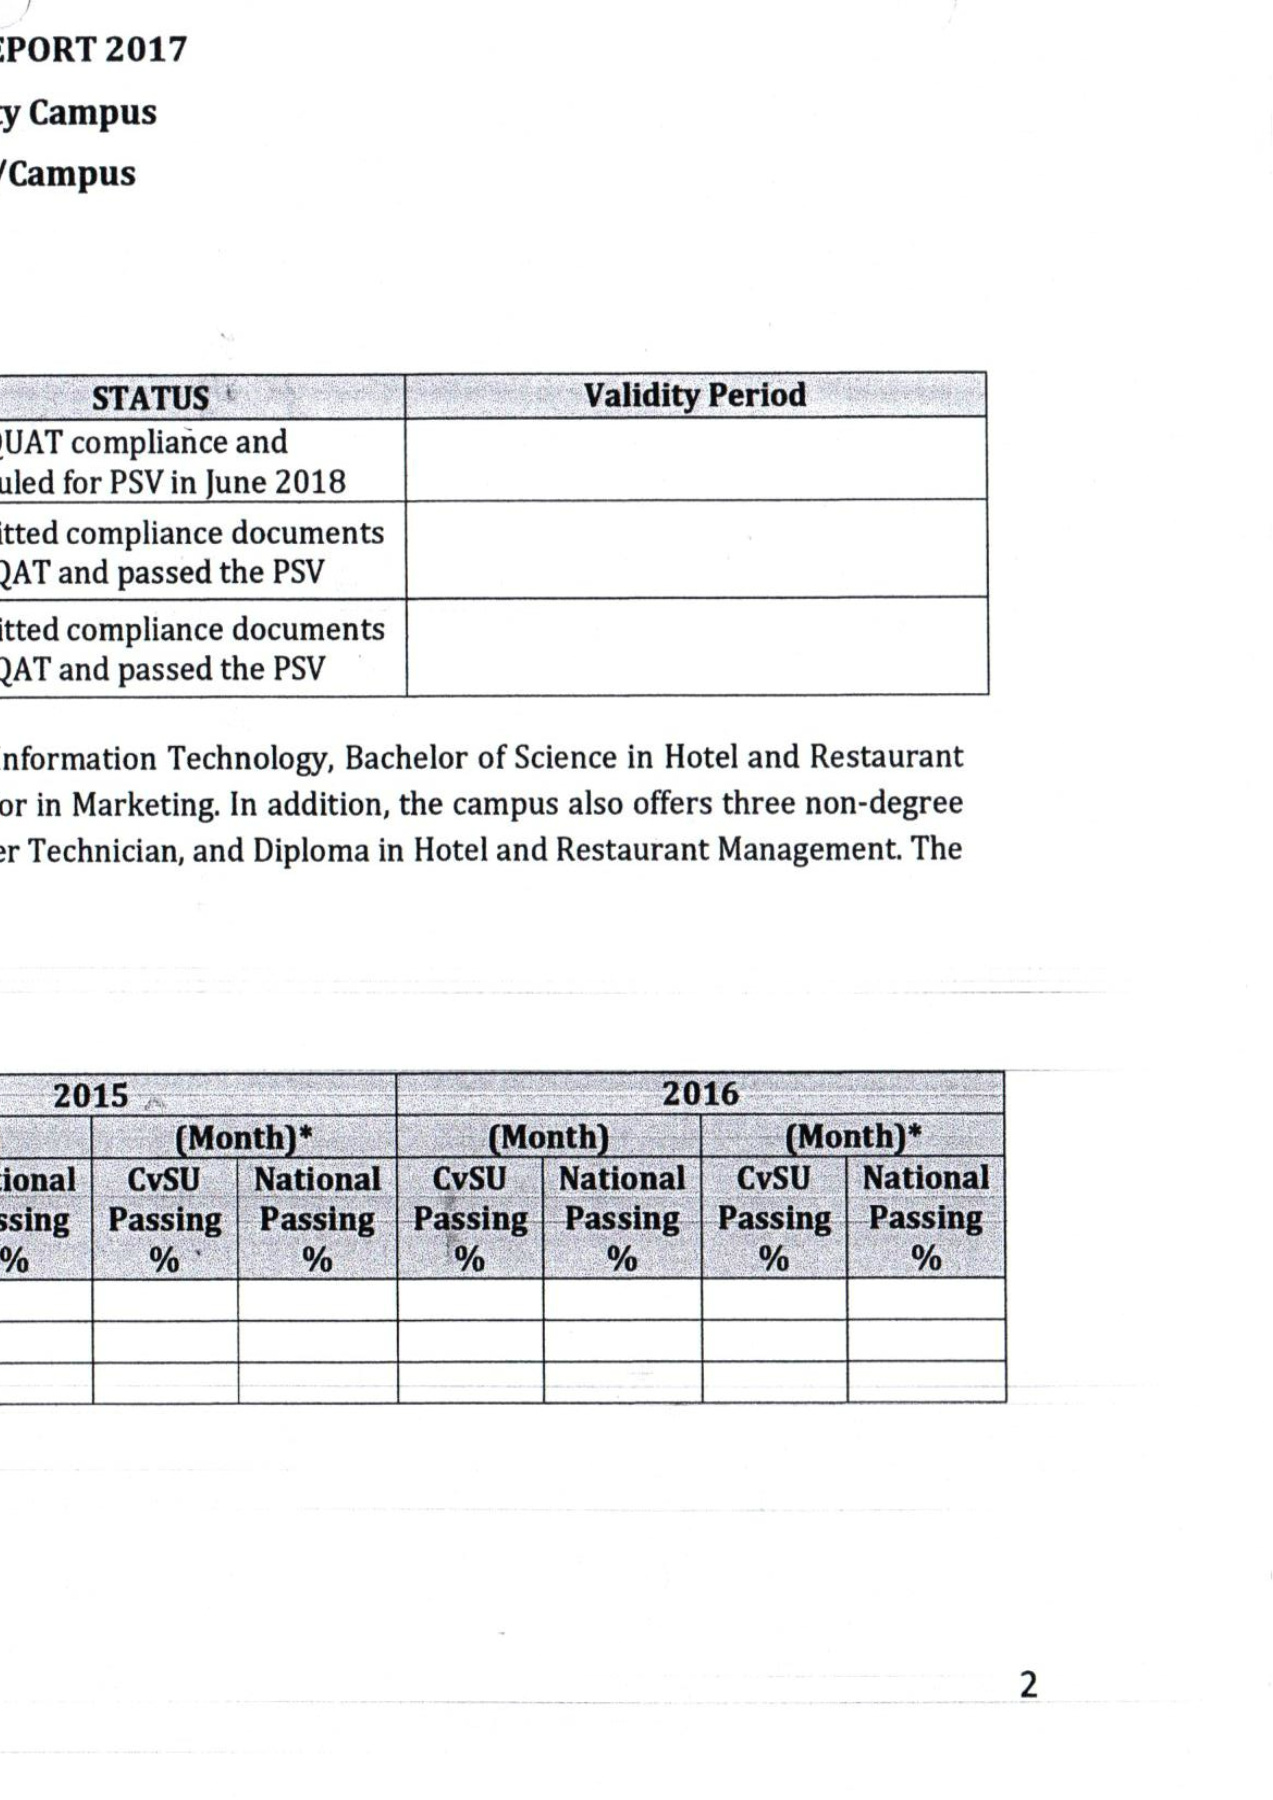 EPORT 2017
ty Campus
/Campus
STATUS Validity Period
QUAT compliance and
uled for PSV in June 2018
itted compliance documents
QAT and passed the PSV
itted compliance documents
QAT and passed the PSV
Information Technology, Bachelor of Science in Hotel and Restaurant
or in Marketing. In addition, the campus also offers three non-degree
er Technician, and Diploma in Hotel and Restaurant Management. The
2015 2016
(Month)* (Month) (Month)*
ional CvSU National CvSU National CvSU National
ssing Passing Passing Passing Passing Passing Passing
% % % % % % %
2